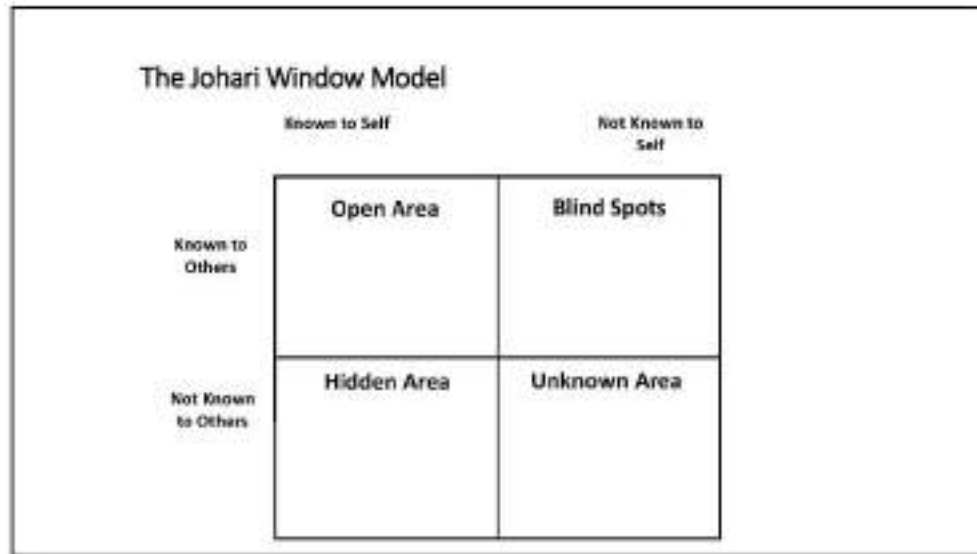 The Johari Window Model
Known to Self
Not Known to
Self
Open Area
Blind Spots
Known to
Others
Hidden Area
Unknown Area
Not Known
to Others